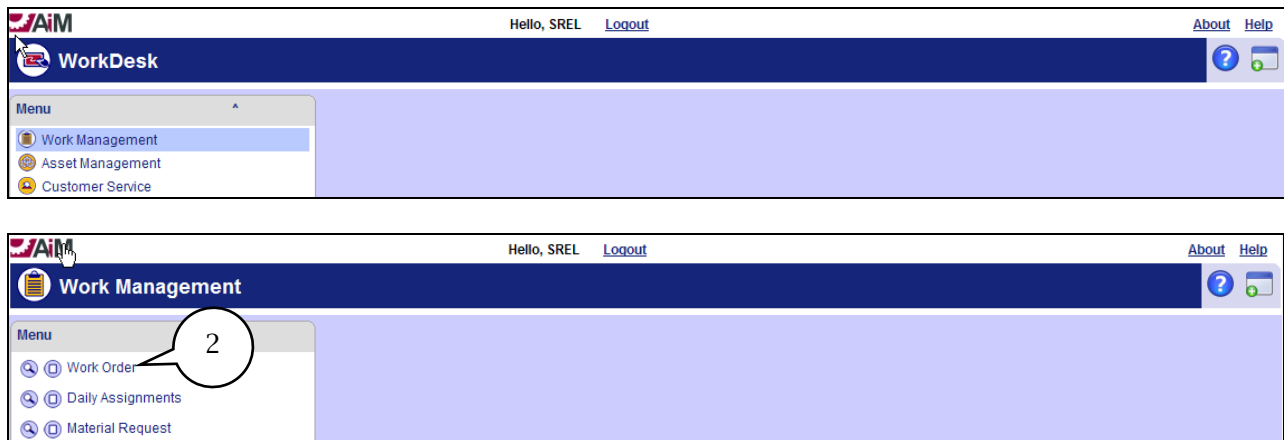 AiM Hello, SREL Logout About Help
WorkDesk
Menu ^
Work Management
Asset Management
Customer Service
AiM Hello, SREL Logout About Help
Work Management
Menu
2
Work Order
Daily Assignments
Material Request